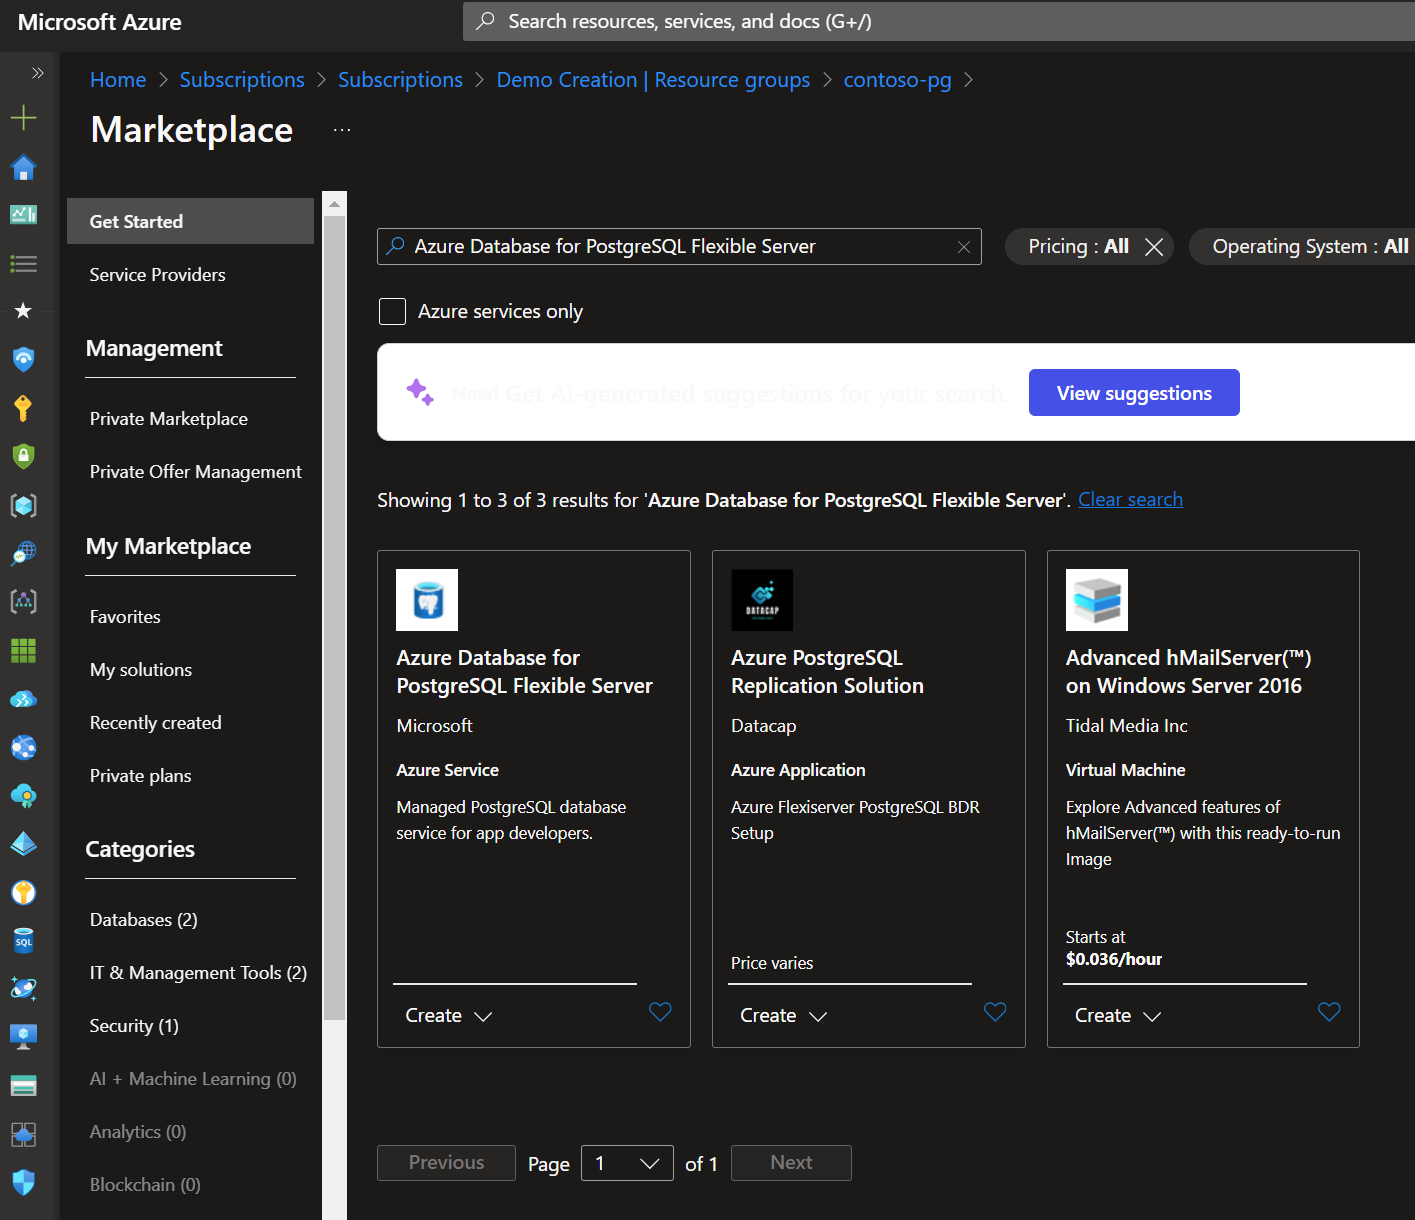 Microsoft Azure
Search resources, services, and docs (G+/)
Home > Subscriptions > Subscriptions > Demo Creation | Resource groups > contoso-pg >
Marketplace ...
Get Started
Service Providers
Management
Private Marketplace
Private Offer Management
My Marketplace
Favorites
My solutions
Recently created
Private plans
Categories
Databases (2)
IT & Management Tools (2)
Security (1)
AI + Machine Learning (0)
Analytics (0)
Blockchain (0)
Azure Database for PostgreSQL Flexible Server
Pricing : All
Operating System : All
Azure services only
New! Get AI-generated suggestions for your search.
View suggestions
Showing 1 to 3 of 3 results for 'Azure Database for PostgreSQL Flexible Server'. Clear search
Azure Database for
PostgreSQL Flexible Server
Microsoft
Azure Service
Managed PostgreSQL database
service for app developers.
Create
DATACAP
Azure PostgreSQL
Replication Solution
Datacap
Azure Application
Azure Flexiserver PostgreSQL BDR
Setup
Price varies
Create
Advanced hMailServer(™)
on Windows Server 2016
Tidal Media Inc
Virtual Machine
Explore Advanced features of
hMailServer(™) with this ready-to-run
Image
Starts at
$0.036/hour
Create
Previous
Page 1 of 1
Next
SQL